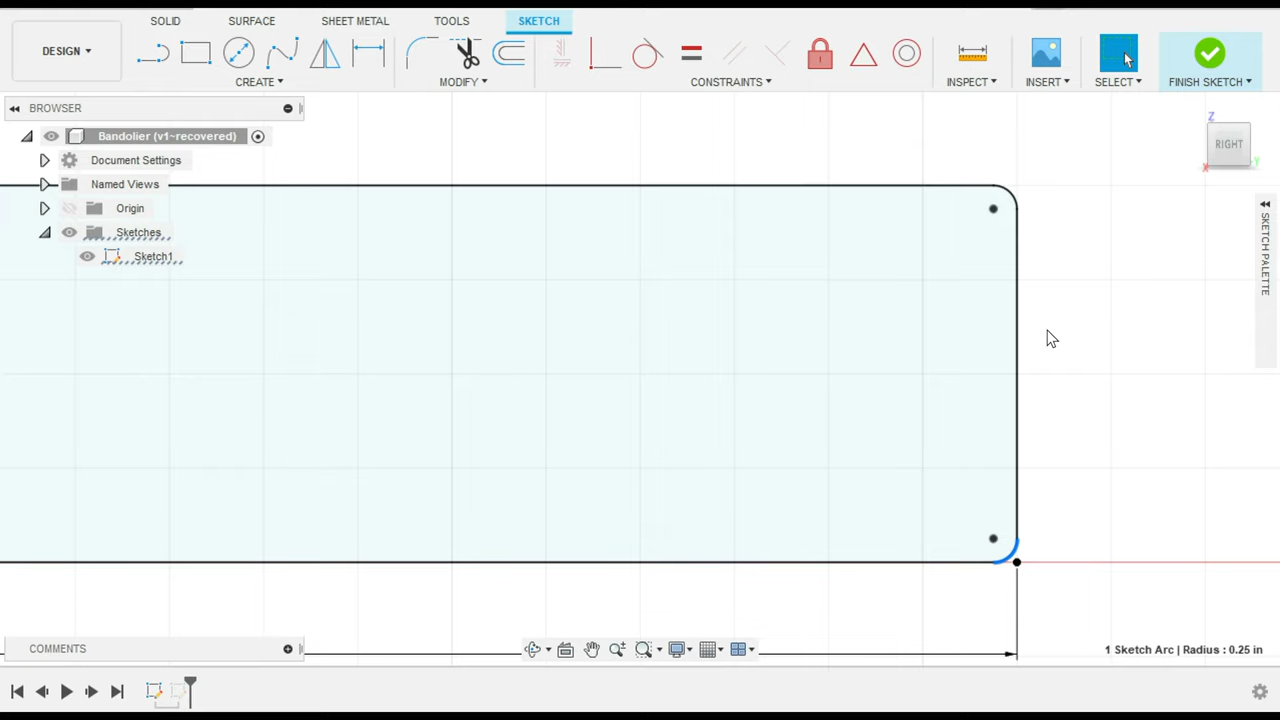 SOLID SURFACE SHEET METAL TOOLS SKETCH
DESIGN
CREATE MODIFY CONSTRAINTS INSPECT INSERT SELECT FINISH SKETCH
BROWSER
Bandolier (v1~recovered)
Document Settings
Named Views
Origin
Sketches
Sketch1
Z
RIGHT
X
Y
SKETCH PALETTE
COMMENTS
1 Sketch Arc | Radius : 0.25 in